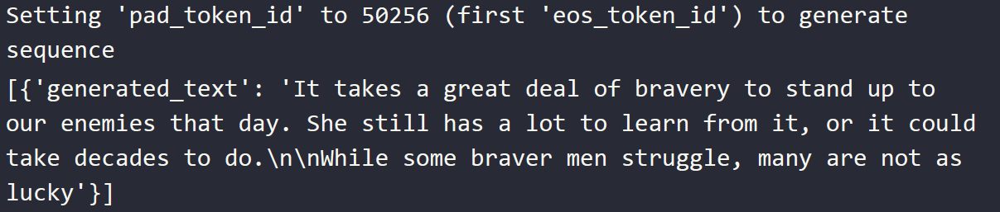 Setting 'pad_token_id' to 50256 (first 'eos_token_id') to generate
sequence
[{'generated_text': 'It takes a great deal of bravery to stand up to
our enemies that day. She still has a lot to learn from it, or it could
take decades to do.\n\nWhile some braver men struggle, many are not as
lucky'}]